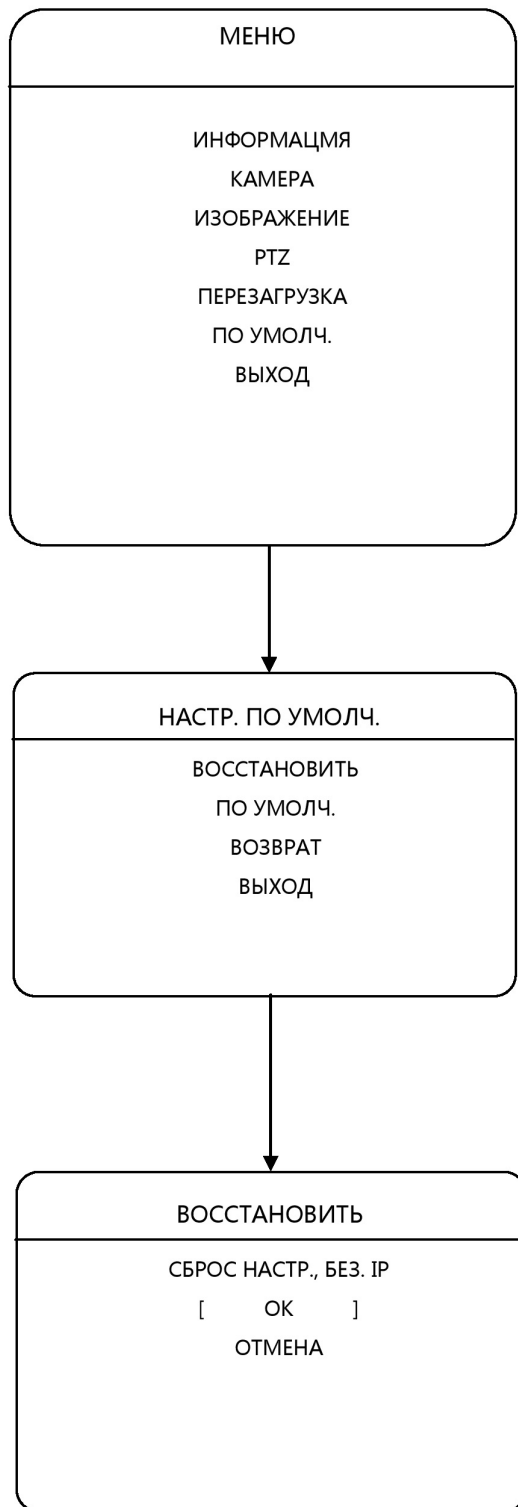 МЕНЮ
ИНФОРМАЦМЯ
КАМЕРА
ИЗОБРАЖЕНИЕ
PTZ
ПЕРЕЗАГРУЗКА
ПО УМОЛЧ.
ВЫХОД
НАСТР. ПО УМОЛЧ.
ВОССТАНОВИТЬ
ПО УМОЛЧ.
ВОЗВРАТ
ВЫХОД
ВОССТАНОВИТЬ
СБРОС НАСТР., БЕЗ. IP
[ ОК ]
ОТМЕНА